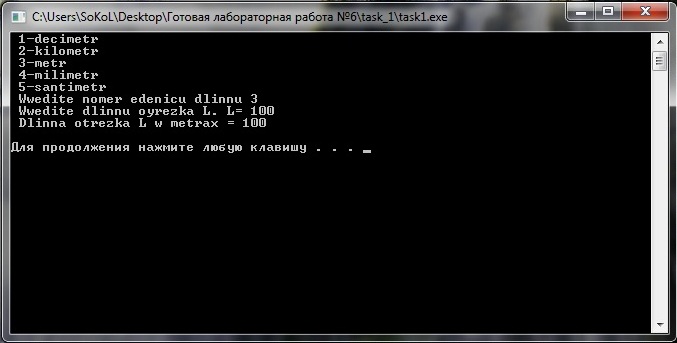 C:\Users\SoKoL\Desktop\Готовая лабораторная работа №6\task_1\task1.exe
1-decimetr
2-kilometr
3-metr
4-milimetr
5-santimetr
Wwedite nomer edenicu dlinnu 3
Wwedite dlinnu oyrezka L. L= 100
Dlinna otrezka L w metrax = 100
Для продолжения нажмите любую клавишу . . . _